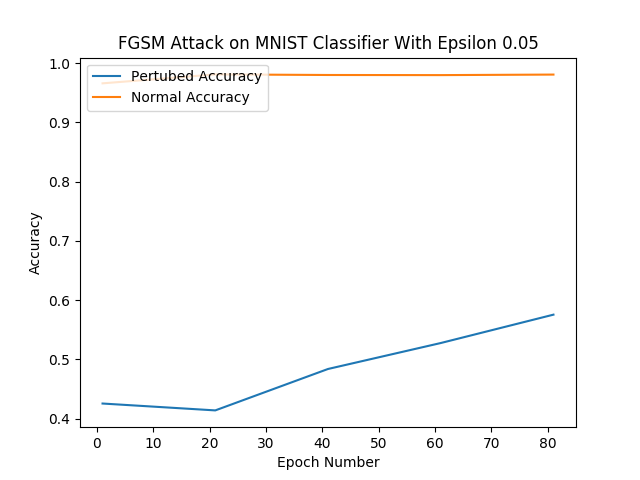 FGSM Attack on MNIST Classifier With Epsilon 0.05
Pertubed Accuracy
Normal Accuracy
1.0
0.9
0.8
0.7
0.6
0.5
0.4
Accuracy
0 10 20 30 40 50 60 70 80
Epoch Number